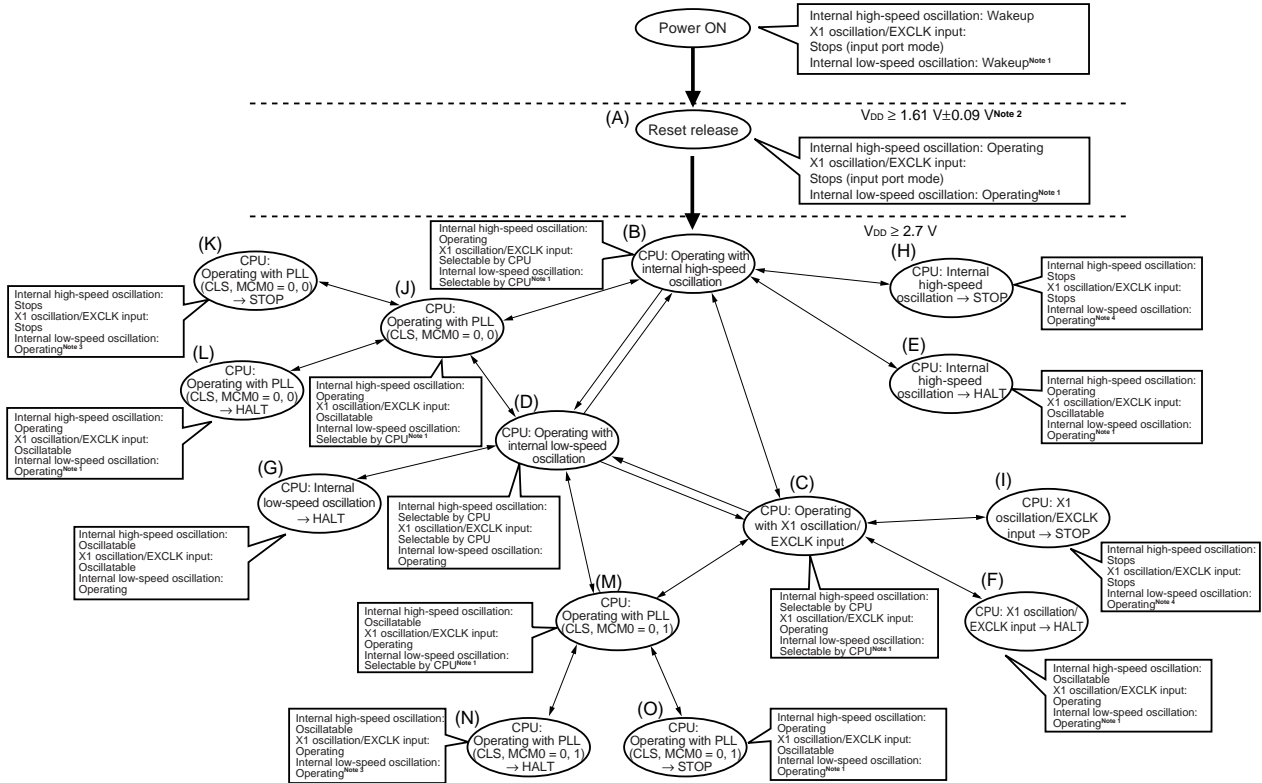 Power ON
Internal high-speed oscillation: Wakeup
X1 oscillation/EXCLK input:
Stops (input port mode)
Internal low-speed oscillation: Wakeup Note 1
VDD ≥ 1.61 V±0.09 V Note 2
(A)
Reset release
Internal high-speed oscillation: Operating
X1 oscillation/EXCLK input:
Stops (input port mode)
Internal low-speed oscillation: Operating Note 1
VDD ≥ 2.7 V
(B)
CPU: Operating with
internal high-speed
oscillation
Internal high-speed oscillation:
Operating
X1 oscillation/EXCLK input:
Selectable by CPU
Internal low-speed oscillation:
Selectable by CPU Note 1
(K)
CPU:
Operating with PLL
(CLS, MCM0 = 0, 0)
→ STOP
Internal high-speed oscillation:
Stops
X1 oscillation/EXCLK input:
Stops
Internal low-speed oscillation:
Operating Note 3
(J)
CPU:
Operating with PLL
(CLS, MCM0 = 0, 0)
Internal high-speed oscillation:
Operating
X1 oscillation/EXCLK input:
Oscillatable
Internal low-speed oscillation:
Selectable by CPU Note 1
(H)
CPU: Internal
high-speed
oscillation → STOP
Internal high-speed oscillation:
Stops
X1 oscillation/EXCLK input:
Stops
Internal low-speed oscillation:
Operating Note 4
(L)
CPU:
Operating with PLL
(CLS, MCM0 = 0, 0)
→ HALT
Internal high-speed oscillation:
Operating
X1 oscillation/EXCLK input:
Oscillatable
Internal low-speed oscillation:
Operating Note 1
(E)
CPU: Internal
high-speed
oscillation → HALT
Internal high-speed oscillation:
Operating
X1 oscillation/EXCLK input:
Oscillatable
Internal low-speed oscillation:
Operating Note 1
(D)
CPU: Operating with
internal low-speed
oscillation
Internal high-speed oscillation:
Selectable by CPU
X1 oscillation/EXCLK input:
Selectable by CPU
Internal low-speed oscillation:
Operating
(G)
CPU: Internal
low-speed oscillation
→ HALT
Internal high-speed oscillation:
Oscillatable
X1 oscillation/EXCLK input:
Oscillatable
Internal low-speed oscillation:
Operating
(C)
CPU: Operating
with X1 oscillation/
EXCLK input
Internal high-speed oscillation:
Selectable by CPU
X1 oscillation/EXCLK input:
Operating
Internal low-speed oscillation:
Selectable by CPU Note 1
(I)
CPU: X1
oscillation/EXCLK
input → STOP
Internal high-speed oscillation:
Stops
X1 oscillation/EXCLK input:
Stops
Internal low-speed oscillation:
Operating Note 4
(F)
CPU: X1 oscillation/
EXCLK input → HALT
Internal high-speed oscillation:
Oscillatable
X1 oscillation/EXCLK input:
Operating
Internal low-speed oscillation:
Operating Note 1
(M)
CPU:
Operating with PLL
(CLS, MCM0 = 0, 1)
Internal high-speed oscillation:
Oscillatable
X1 oscillation/EXCLK input:
Operating
Internal low-speed oscillation:
Selectable by CPU Note 1
(N)
CPU:
Operating with PLL
(CLS, MCM0 = 0, 1)
→ HALT
Internal high-speed oscillation:
Oscillatable
X1 oscillation/EXCLK input:
Operating
Internal low-speed oscillation:
Operating Note 3
(O)
CPU:
Operating with PLL
(CLS, MCM0 = 0, 1)
→ STOP
Internal high-speed oscillation:
Operating
X1 oscillation/EXCLK input:
Oscillatable
Internal low-speed oscillation:
Operating Note 1